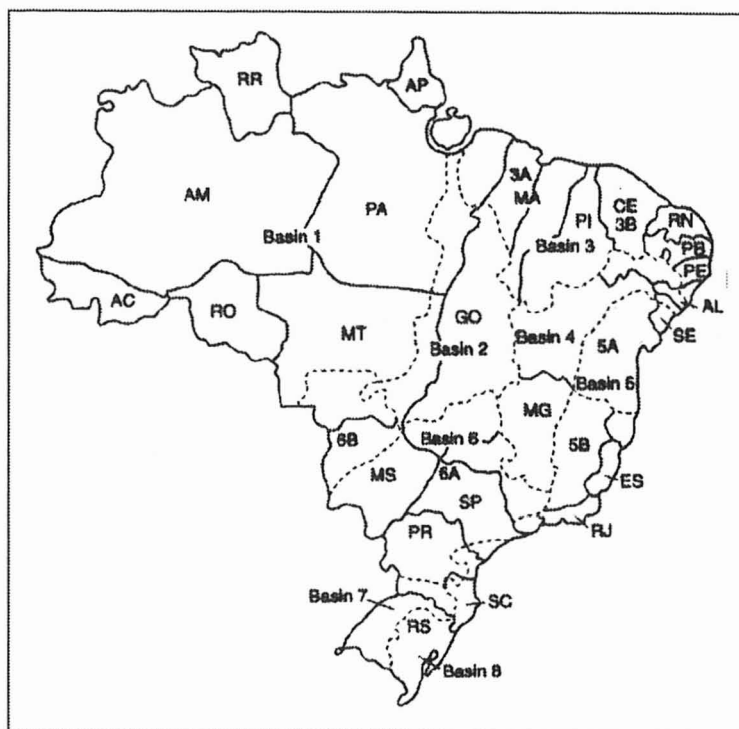 RR
AP
AM
PA
3A
MA
PI
CE
3B
RN
PB
PE
AL
SE
Basin 1
Basin 3
AC
RO
MT
GO
Basin 2
Basin 4
5A
Basin 5
MG
5B
ES
RJ
6B
MS
Basin 6
6A
SP
PR
SC
Basin 7
RS
Basin 8